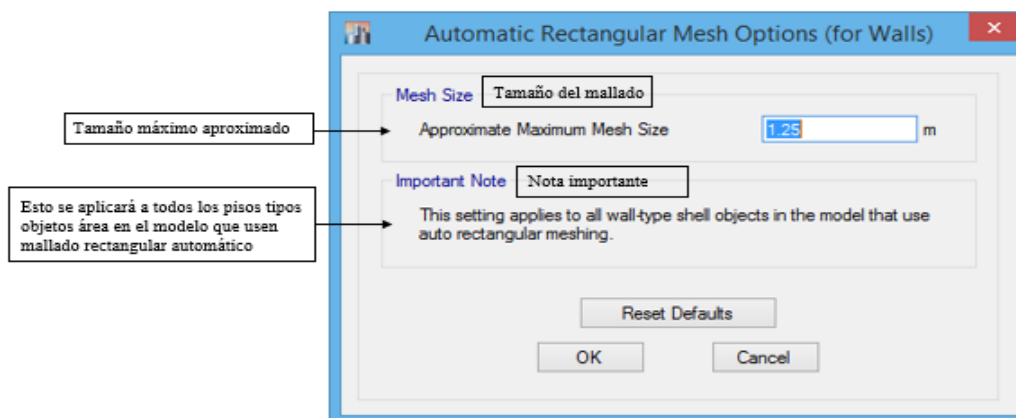 Automatic Rectangular Mesh Options (for Walls)
Mesh Size
Tamaño del mallado
Tamaño máximo aproximado
Approximate Maximum Mesh Size
1.25
m
Important Note
Nota importante
Esto se aplicará a todos los pisos tipos
objetos área en el modelo que usen
mallado rectangular automático
This setting applies to all wall-type shell objects in the model that use
auto rectangular meshing.
Reset Defaults
OK
Cancel